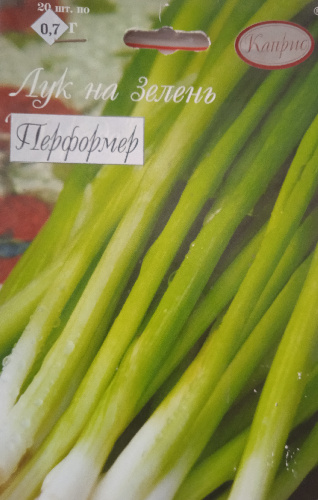 20 шт. по
0,7 г
Каприс
Лук на зелень
Перформер